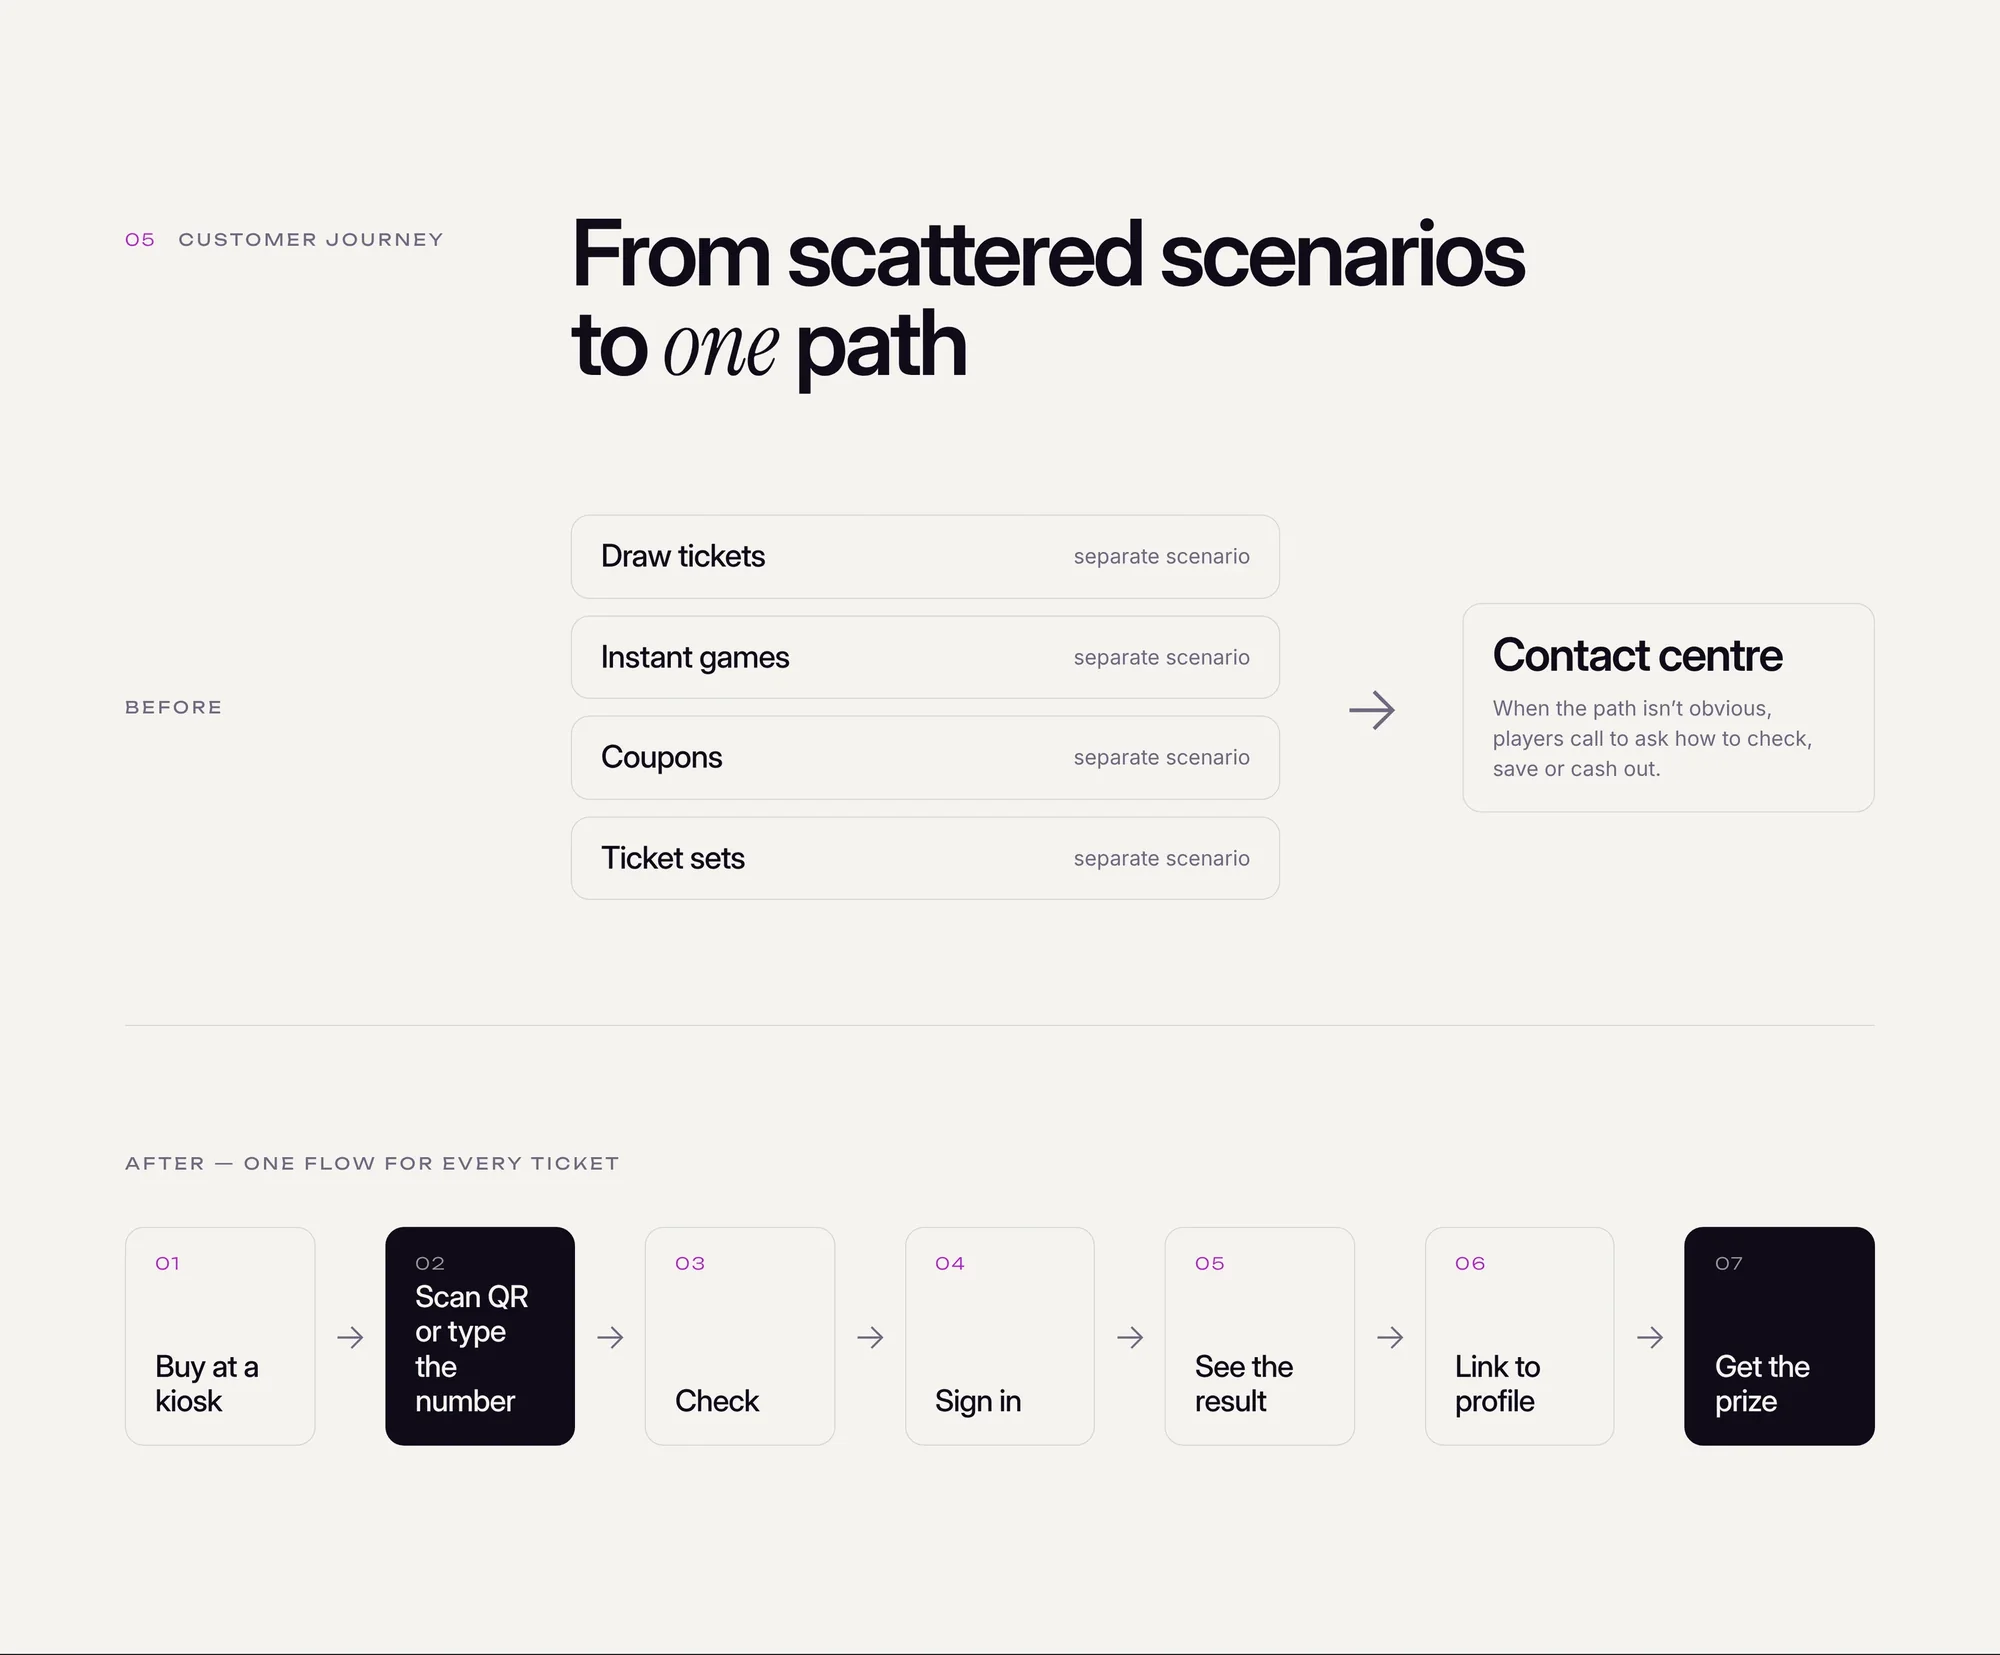 05 CUSTOMER JOURNEY
From scattered scenarios
to one path
BEFORE
Draw tickets separate scenario
Instant games separate scenario
Coupons separate scenario
Ticket sets separate scenario
→
Contact centre
When the path isn’t obvious,
players call to ask how to check,
save or cash out.
AFTER — ONE FLOW FOR EVERY TICKET
01
Buy at a
kiosk
→
02
Scan QR
or type
the
number
→
03
Check
→
04
Sign in
→
05
See the
result
→
06
Link to
profile
→
07
Get the
prize